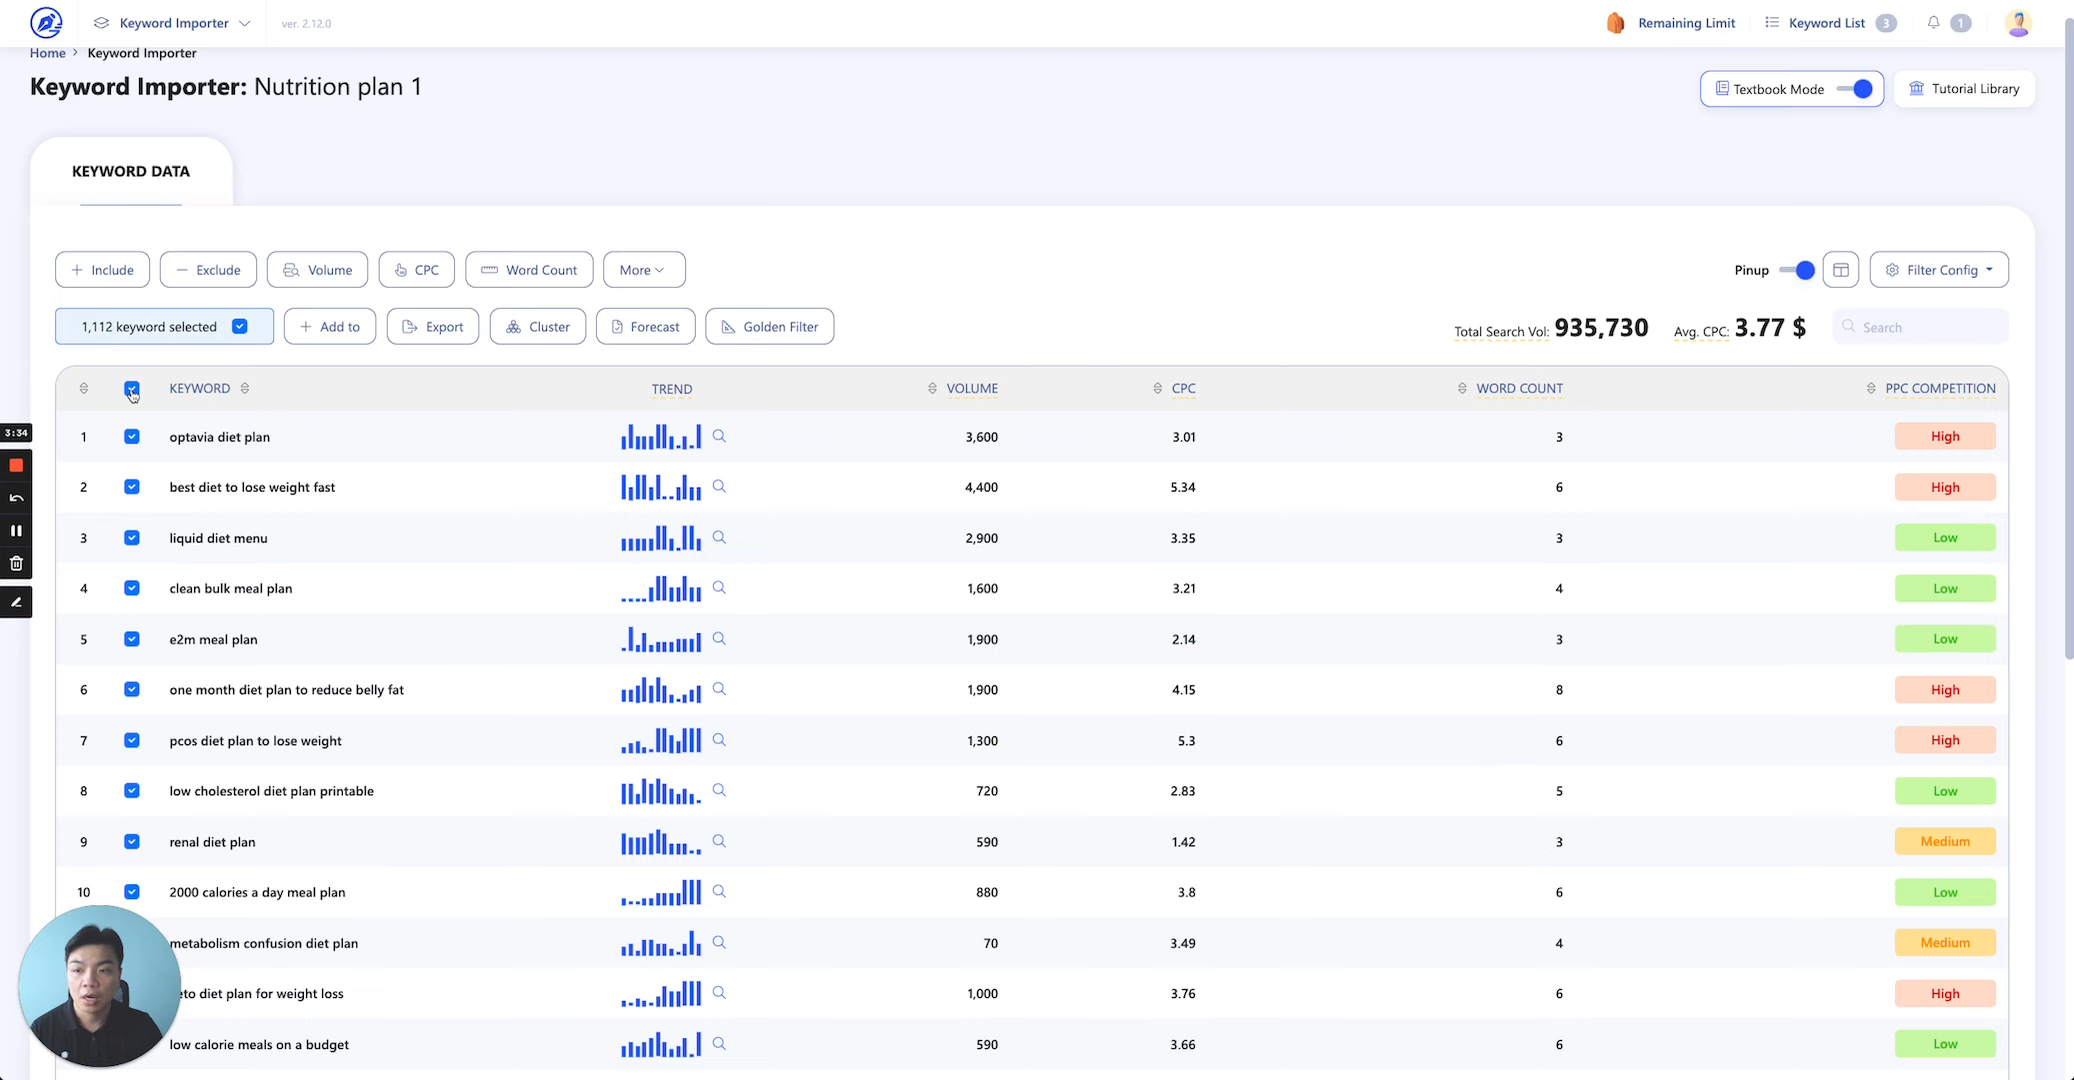 Keyword Importer
ver. 2.12.0
Remaining Limit
Keyword List 3
1
Home > Keyword Importer
Keyword Importer: Nutrition plan 1
Textbook Mode
Tutorial Library
KEYWORD DATA
+ Include
− Exclude
Volume
CPC
Word Count
More
Pinup
Filter Config
1,112 keyword selected
+ Add to
Export
Cluster
Forecast
Golden Filter
Total Search Vol: 935,730
Avg. CPC: 3.77 $
Search
KEYWORD TREND VOLUME CPC WORD COUNT PPC COMPETITION
3:34
1 optavia diet plan 3,600 3.01 3 High
2 best diet to lose weight fast 4,400 5.34 6 High
3 liquid diet menu 2,900 3.35 3 Low
4 clean bulk meal plan 1,600 3.21 4 Low
5 e2m meal plan 1,900 2.14 3 Low
6 one month diet plan to reduce belly fat 1,900 4.15 8 High
7 pcos diet plan to lose weight 1,300 5.3 6 High
8 low cholesterol diet plan printable 720 2.83 5 Low
9 renal diet plan 590 1.42 3 Medium
10 2000 calories a day meal plan 880 3.8 6 Low
metabolism confusion diet plan 70 3.49 4 Medium
eto diet plan for weight loss 1,000 3.76 6 High
low calorie meals on a budget 590 3.66 6 Low